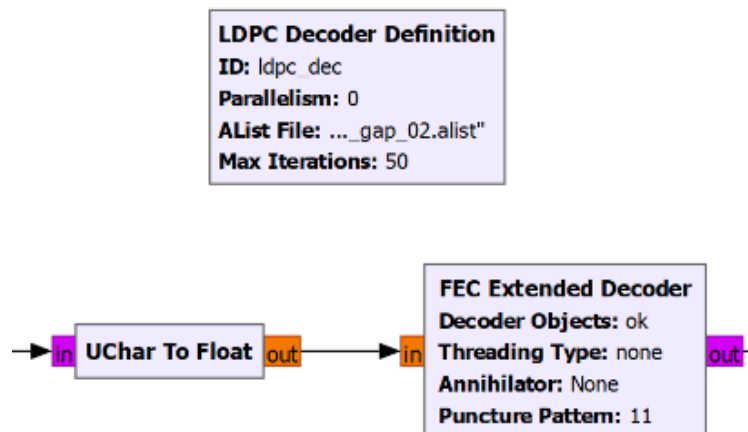 LDPC Decoder Definition
ID: ldpc_dec
Parallelism: 0
AList File: ..._gap_02.alist"
Max Iterations: 50
FEC Extended Decoder
Decoder Objects: ok
in UChar To Float out in Threading Type: none out
Annihilator: None
Puncture Pattern: 11